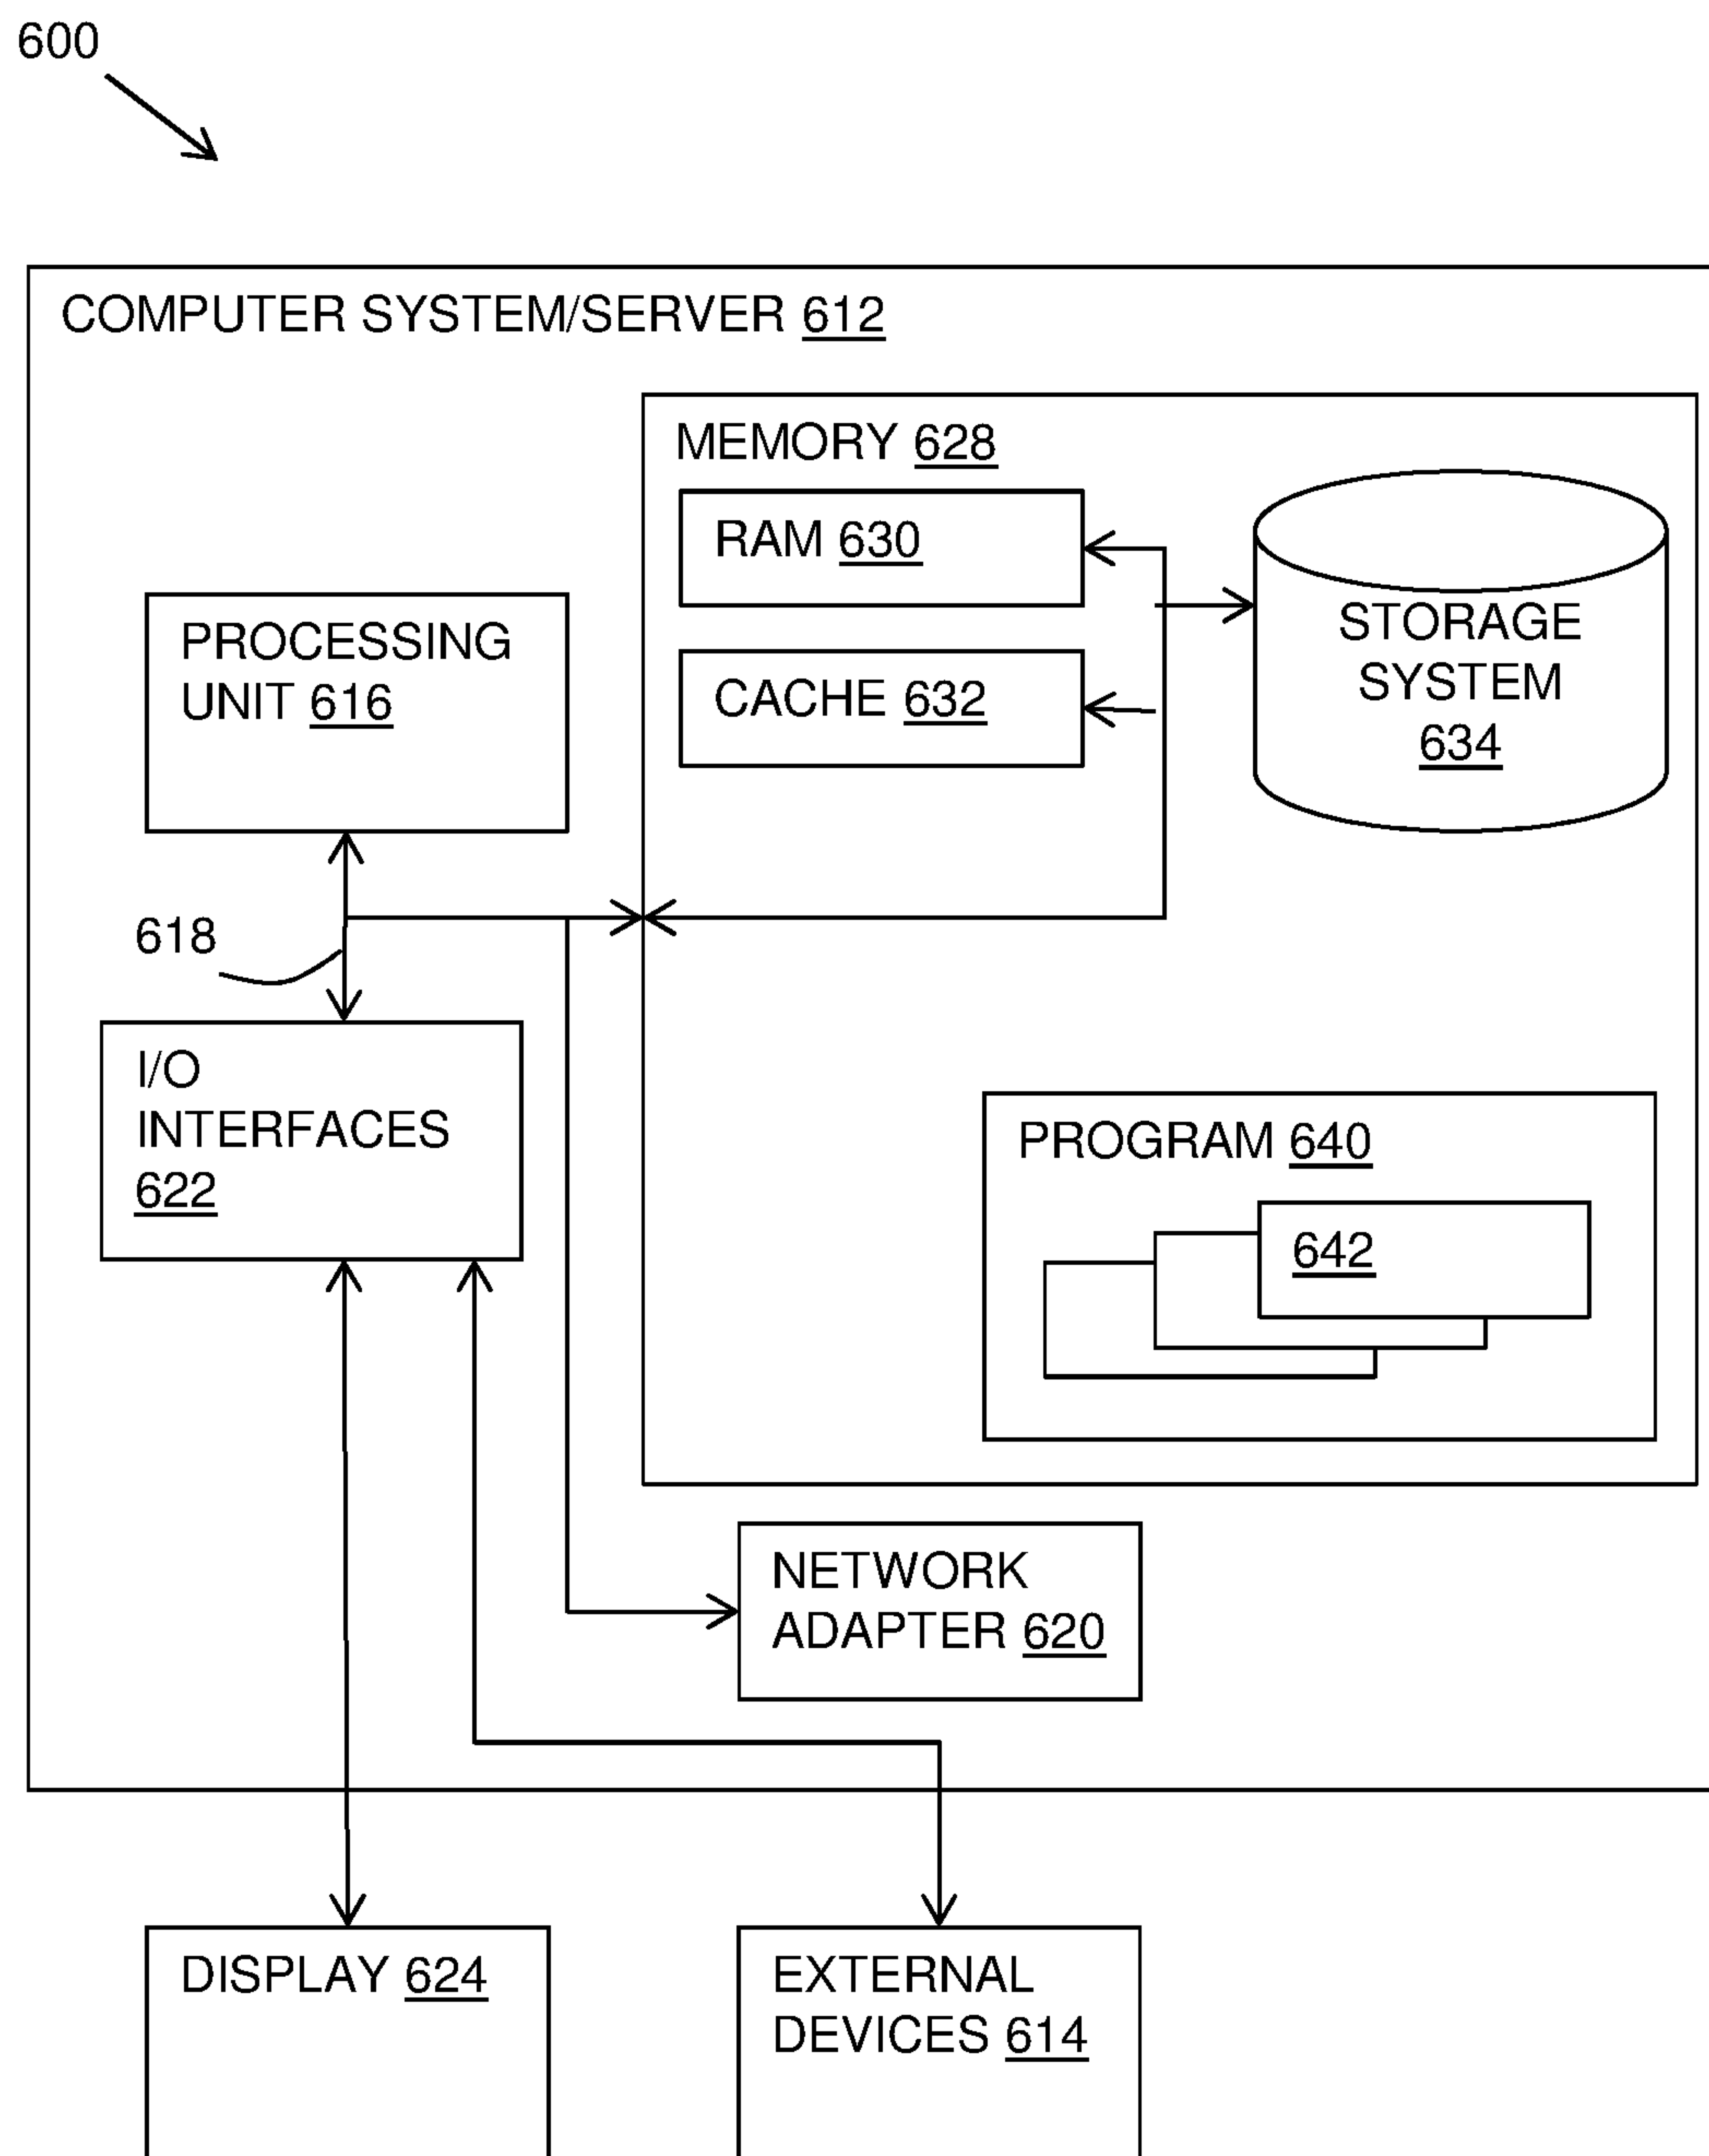 600
COMPUTER SYSTEM/SERVER 612
MEMORY 628
RAM 630
STORAGE
SYSTEM
634
PROCESSING
UNIT 616
CACHE 632
618
I/O
INTERFACES
622
PROGRAM 640
642
NETWORK
ADAPTER 620
DISPLAY 624
EXTERNAL
DEVICES 614